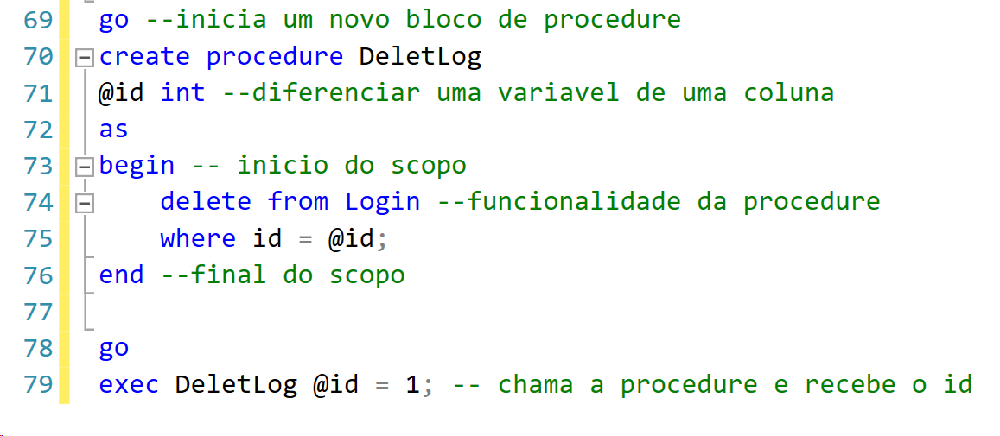 69 go --inicia um novo bloco de procedure
70 create procedure DeletLog
71 @id int --diferenciar uma variavel de uma coluna
72 as
73 begin -- inicio do scopo
74 delete from Login --funcionalidade da procedure
75 where id = @id;
76 end --final do scopo
77
78 go
79 exec DeletLog @id = 1; -- chama a procedure e recebe o id